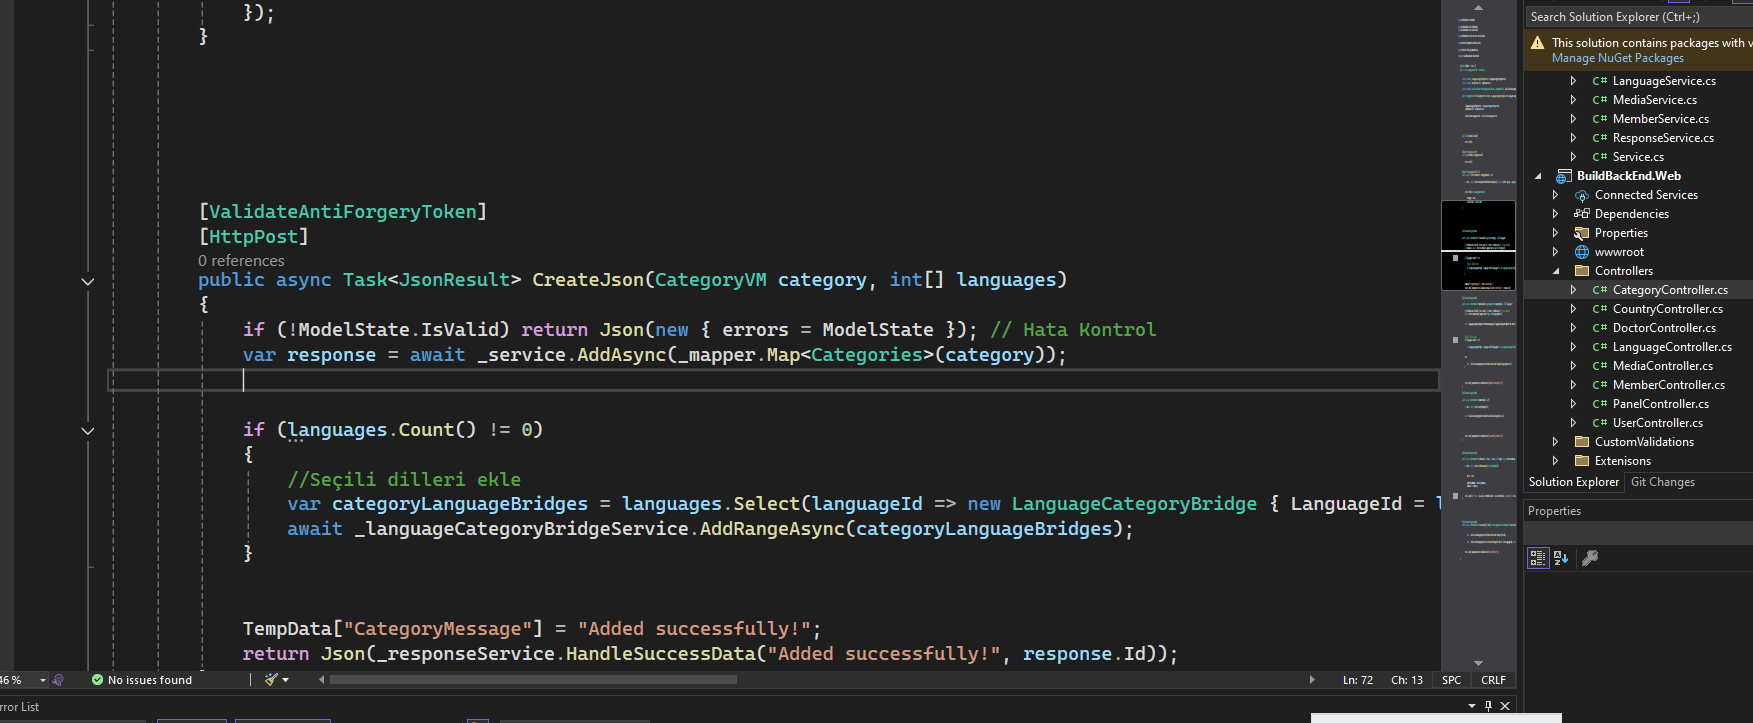 });
}
[ValidateAntiForgeryToken]
[HttpPost]
0 references
public async Task<JsonResult> CreateJson(CategoryVM category, int[] languages)
{
if (!ModelState.IsValid) return Json(new { errors = ModelState }); // Hata Kontrol
var response = await _service.AddAsync(_mapper.Map<Categories>(category));
if (languages.Count() != 0)
{
//Seçili dilleri ekle
var categoryLanguageBridges = languages.Select(languageId => new LanguageCategoryBridge { LanguageId = l
await _languageCategoryBridgeService.AddRangeAsync(categoryLanguageBridges);
}
TempData["CategoryMessage"] = "Added successfully!";
return Json(_responseService.HandleSuccessData("Added successfully!", response.Id));
46 %
No issues found
Ln: 72 Ch: 13 SPC CRLF
rror List
Search Solution Explorer (Ctrl+;)
This solution contains packages with v
Manage NuGet Packages
C# LanguageService.cs
C# MediaService.cs
C# MemberService.cs
C# ResponseService.cs
C# Service.cs
BuildBackEnd.Web
Connected Services
Dependencies
Properties
wwwroot
Controllers
C# CategoryController.cs
C# CountryController.cs
C# DoctorController.cs
C# LanguageController.cs
C# MediaController.cs
C# MemberController.cs
C# PanelController.cs
C# UserController.cs
CustomValidations
Extenisons
Solution Explorer Git Changes
Properties